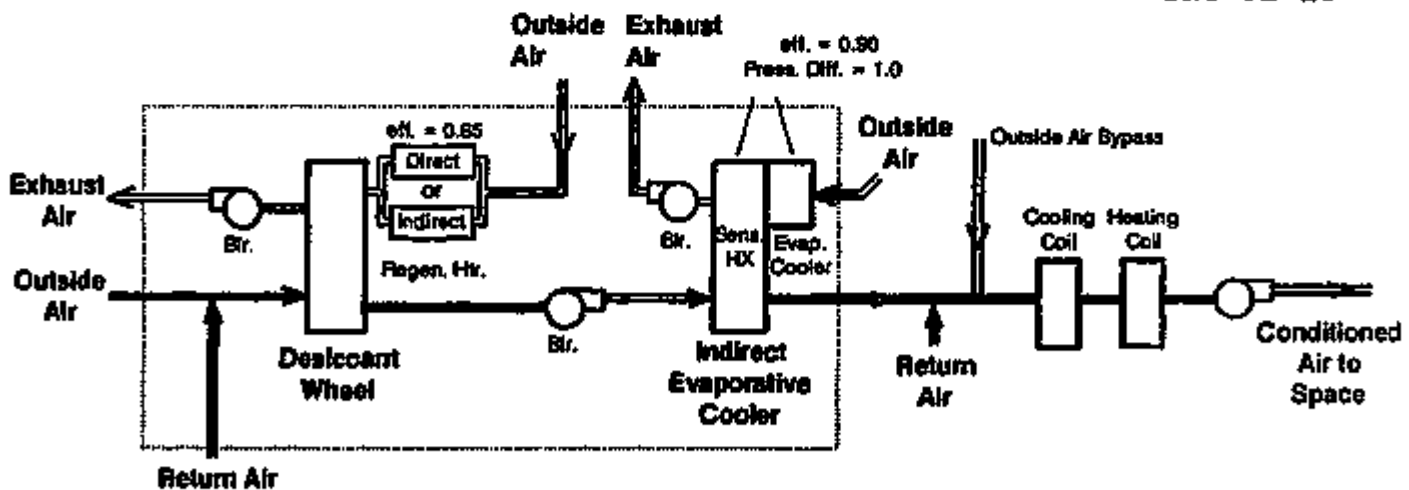 Outside Exhaust
Air Air
eff. = 0.90
Press. Diff. = 1.0
eff. = 0.65
Direct
or
Indirect
Regen. Htr.
Outside
Air
Outside Air Bypass
Exhaust
Air
Blr.
Blr.
Sens.
HX
Evap.
Cooler
Cooling Heating
Coil Coil
Outside
Air
Desiccant
Wheel
Blr.
Indirect
Evaporative
Cooler
Return
Air
Conditioned
Air to
Space
Return Air